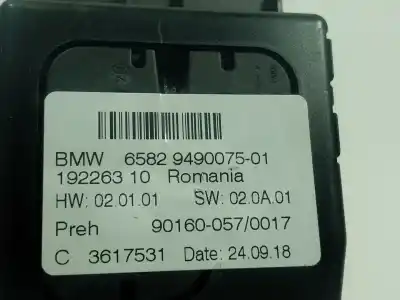 BMW 6582 9490075-01
192263 10 Romania
HW: 02.01.01 SW: 02.0A.01
Preh 90160-057/0017
C 3617531 Date: 24.09.18